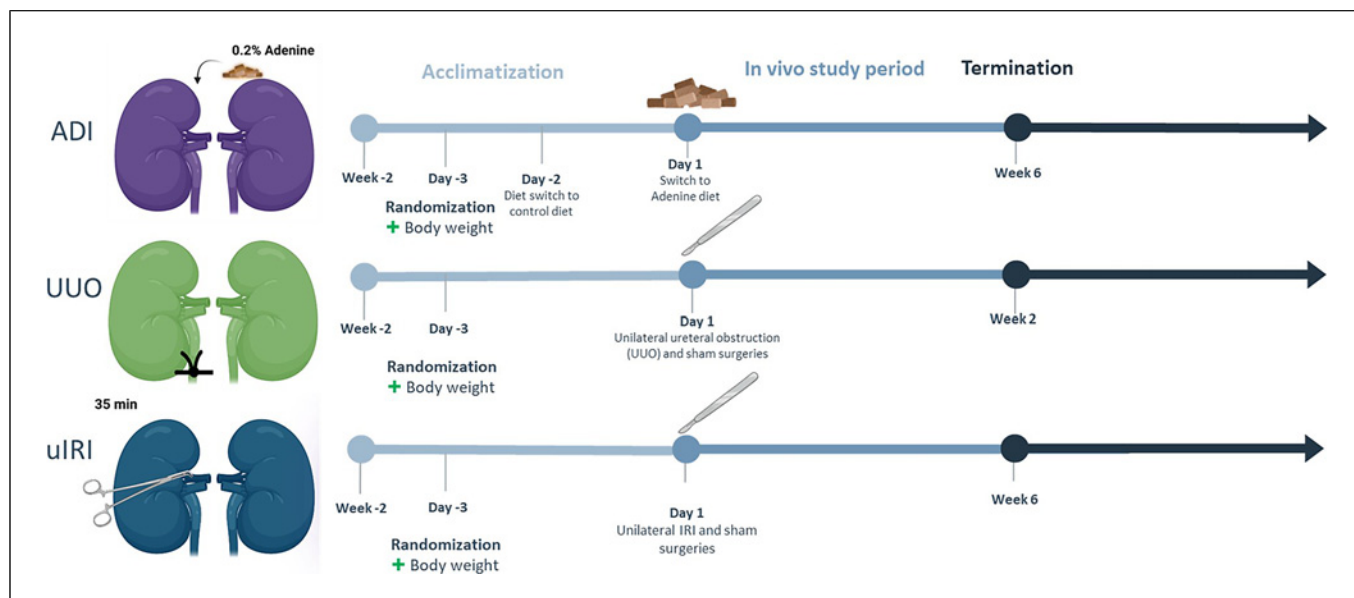 0.2% Adenine
Acclimatization
In vivo study period
Termination
ADI
Week -2
Day -3
Day -2
Diet switch to
control diet
Day 1
Switch to
Adenine diet
Week 6
Randomization
+ Body weight
UUO
Week -2
Day -3
Day 1
Unilateral ureteral obstruction
(UUO) and sham surgeries
Week 2
Randomization
+ Body weight
35 min
uIRI
Week -2
Day -3
Day 1
Unilateral IRI and sham
surgeries
Week 6
Randomization
+ Body weight